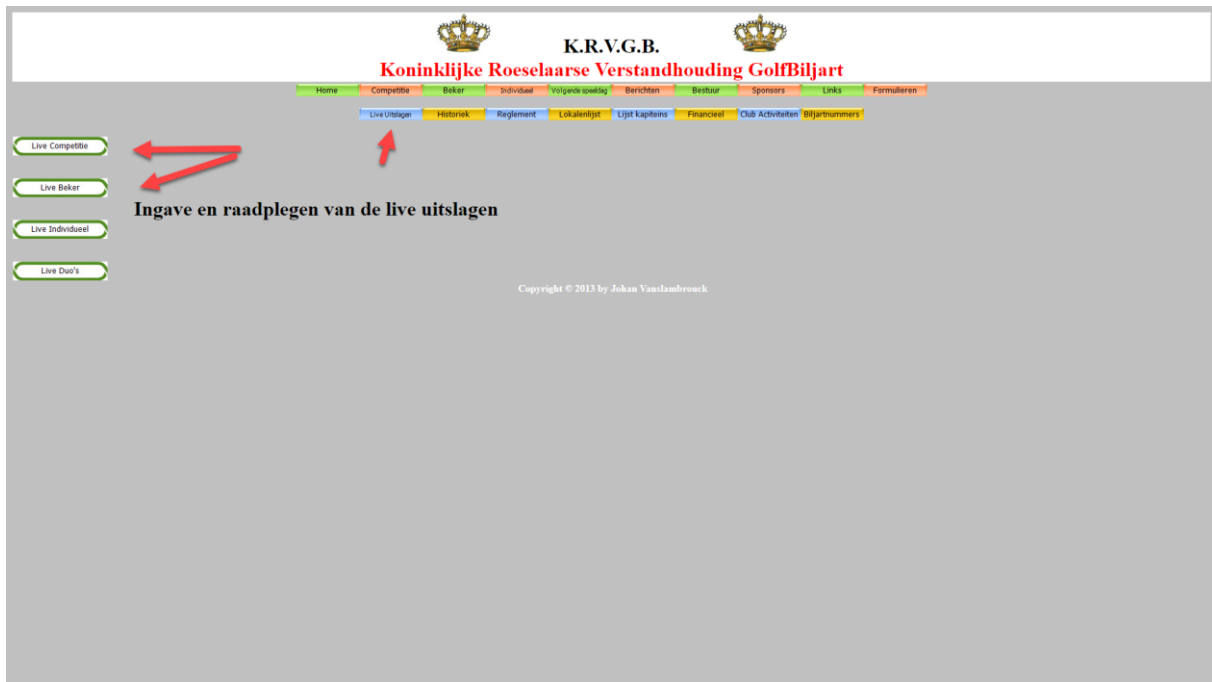 K.R.V.G.B.
Koninklijke Roeselaarse Verstandhouding GolfBiljart
Home Competitie Beker Individueel Volgende speeldag Berichten Bestuur Sponsors Links Formulieren
Live Uitslagen Historiek Reglement Lokalenlijst Lijst kapiteins Financieel Club Activiteiten Biljartnummers
Live Competitie
Live Beker
Ingave en raadplegen van de live uitslagen
Live Individueel
Live Duo's
Copyright © 2013 by Johan Vanslambrouck